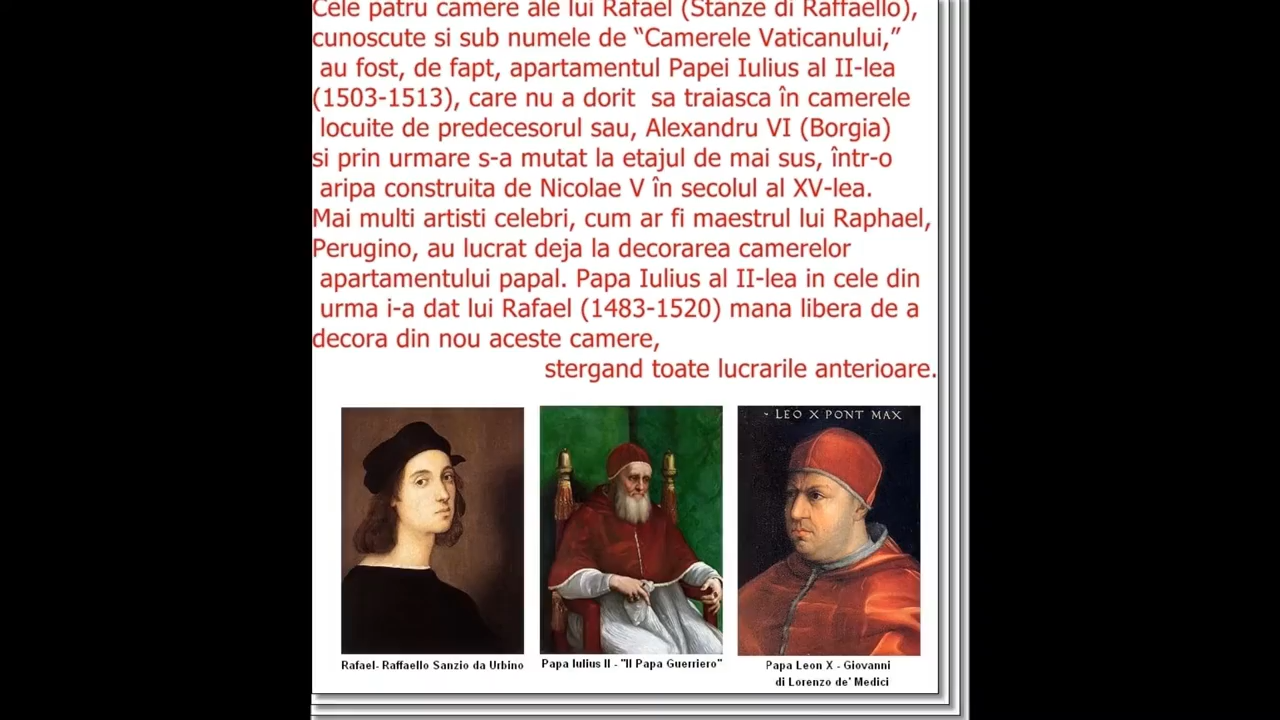 Cele patru camere ale lui Rafael (Stanze di Raffaello),
cunoscute si sub numele de “Camerele Vaticanului,”
au fost, de fapt, apartamentul Papei Iulius al II-lea
(1503-1513), care nu a dorit sa traiasca în camerele
locuite de predecesorul sau, Alexandru VI (Borgia)
si prin urmare s-a mutat la etajul de mai sus, într-o
aripa construita de Nicolae V în secolul al XV-lea.
Mai multi artisti celebri, cum ar fi maestrul lui Raphael,
Perugino, au lucrat deja la decorarea camerelor
apartamentului papal. Papa Iulius al II-lea in cele din
urma i-a dat lui Rafael (1483-1520) mana libera de a
decora din nou aceste camere,
stergand toate lucrarile anterioare.
- LEO X PONT MAX
Rafael- Raffaello Sanzio da Urbino
Papa Iulius II - "Il Papa Guerriero"
Papa Leon X - Giovanni
di Lorenzo de' Medici